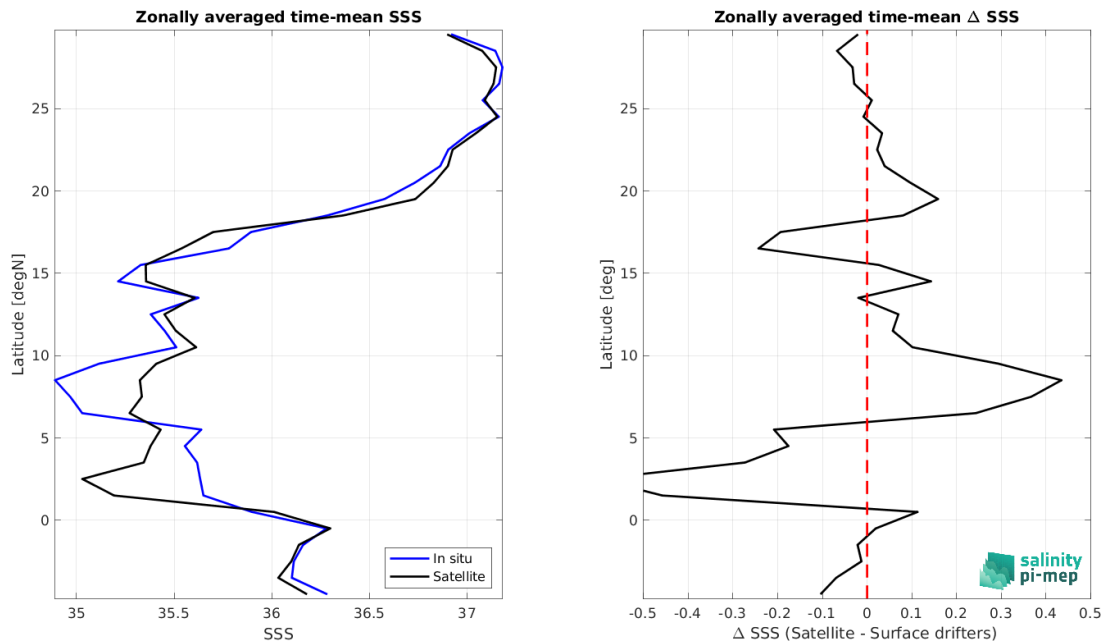 Zonally averaged time-mean SSS
Latitude [degN]
25
20
15
10
5
0
35
35.5
36
36.5
37
SSS
In situ
Satellite
Zonally averaged time-mean Δ SSS
Latitude [deg]
25
20
15
10
5
0
-0.5
-0.4
-0.3
-0.2
-0.1
0
0.1
0.2
0.3
0.4
0.5
Δ SSS (Satellite - Surface drifters)
salinity
pi-mep